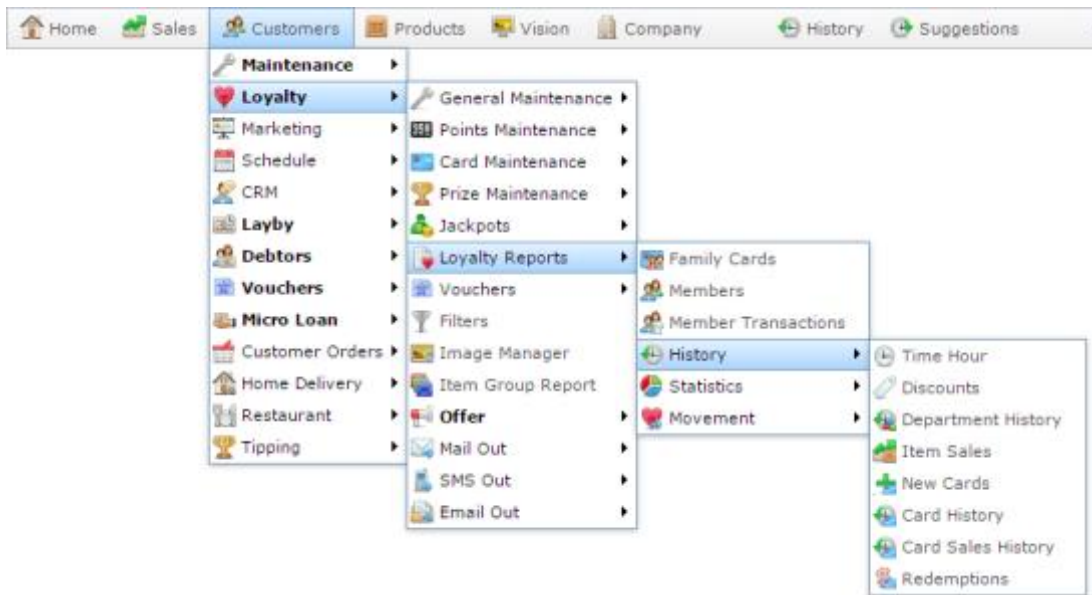 Home Sales Customers Products Vision Company History Suggestions
Maintenance
Loyalty
Marketing
Schedule
CRM
Layby
Debtors
Vouchers
Micro Loan
Customer Orders
Home Delivery
Restaurant
Tipping
General Maintenance
Points Maintenance
Card Maintenance
Prize Maintenance
Jackpots
Loyalty Reports
Vouchers
Filters
Image Manager
Item Group Report
Offer
Mail Out
SMS Out
Email Out
Family Cards
Members
Member Transactions
History
Statistics
Movement
Time Hour
Discounts
Department History
Item Sales
New Cards
Card History
Card Sales History
Redemptions